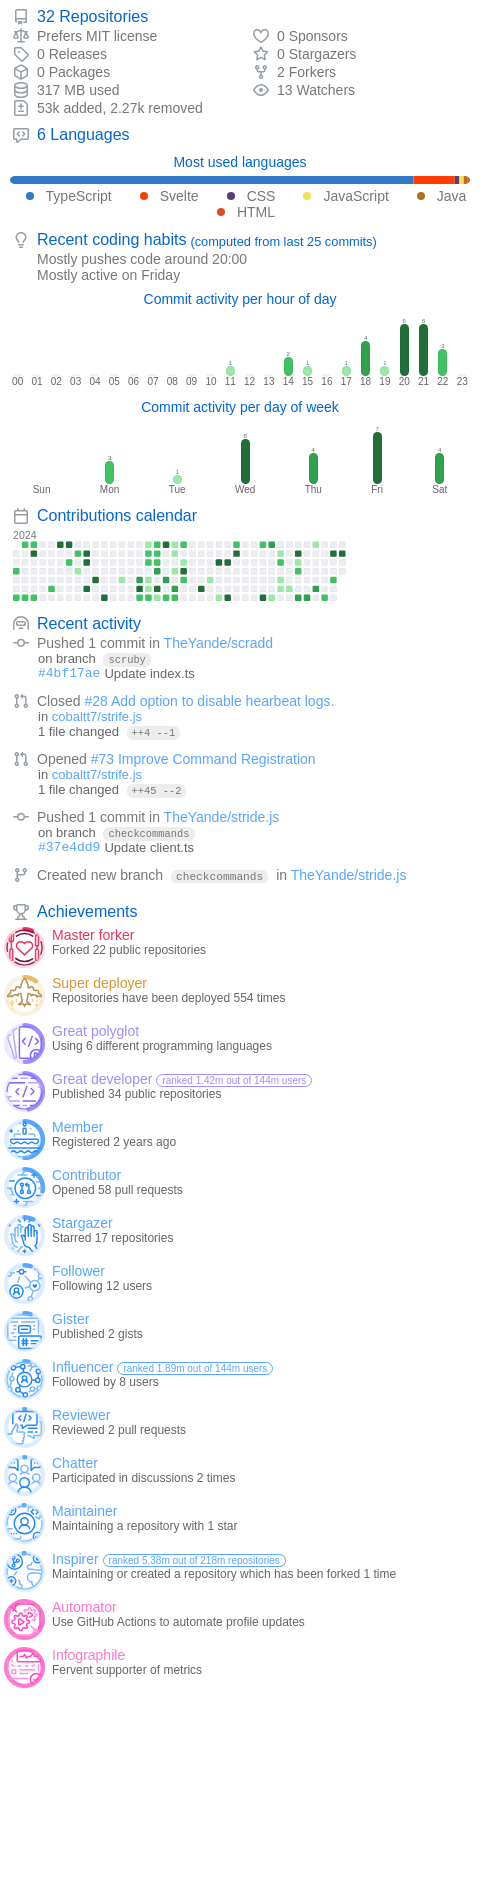 32 Repositories
Prefers MIT license
0 Sponsors
0 Releases
0 Stargazers
0 Packages
2 Forkers
317 MB used
13 Watchers
53k added, 2.27k removed
6 Languages
Most used languages
TypeScript Svelte CSS JavaScript Java
HTML
Recent coding habits (computed from last 25 commits)
Mostly pushes code around 20:00
Mostly active on Friday
Commit activity per hour of day
1 2 1 1 4 1 6 6 3
00 01 02 03 04 05 06 07 08 09 10 11 12 13 14 15 16 17 18 19 20 21 22 23
Commit activity per day of week
3 1 6 4 7 4
Sun Mon Tue Wed Thu Fri Sat
Contributions calendar
2024
Recent activity
Pushed 1 commit in TheYande/scradd
on branch scruby
#4bf17ae Update index.ts
Closed #28 Add option to disable hearbeat logs.
in cobaltt7/strife.js
1 file changed ++4 --1
Opened #73 Improve Command Registration
in cobaltt7/strife.js
1 file changed ++45 --2
Pushed 1 commit in TheYande/stride.js
on branch checkcommands
#37e4dd9 Update client.ts
Created new branch checkcommands in TheYande/stride.js
Achievements
Master forker
Forked 22 public repositories
Super deployer
Repositories have been deployed 554 times
Great polyglot
Using 6 different programming languages
Great developer ranked 1.42m out of 144m users
Published 34 public repositories
Member
Registered 2 years ago
Contributor
Opened 58 pull requests
Stargazer
Starred 17 repositories
Follower
Following 12 users
Gister
Published 2 gists
Influencer ranked 1.89m out of 144m users
Followed by 8 users
Reviewer
Reviewed 2 pull requests
Chatter
Participated in discussions 2 times
Maintainer
Maintaining a repository with 1 star
Inspirer ranked 5.38m out of 218m repositories
Maintaining or created a repository which has been forked 1 time
Automator
Use GitHub Actions to automate profile updates
Infographile
Fervent supporter of metrics